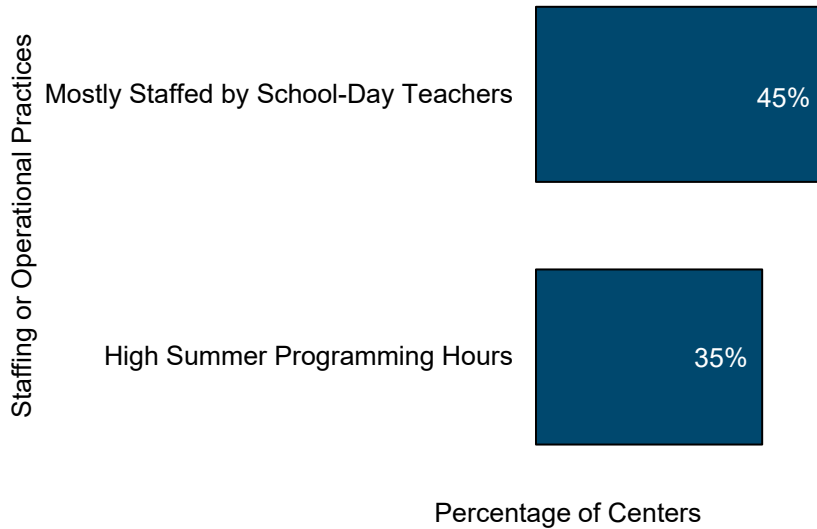 Staffing or Operational Practices
Mostly Staffed by School-Day Teachers
45%
High Summer Programming Hours
35%
Percentage of Centers